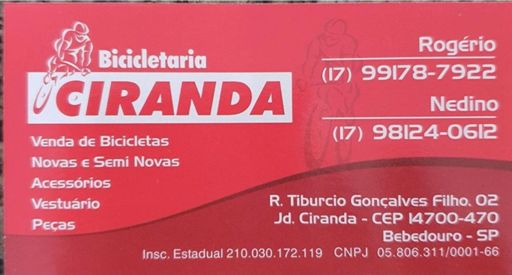 Bicicletaria
CIRANDA
Venda de Bicicletas
Novas e Semi Novas
Acessórios
Vestuário
Peças
Rogério
(17) 99178-7922
Nedino
(17) 98124-0612
R. Tiburcio Gonçalves Filho, 02
Jd. Ciranda - CEP 14700-470
Bebedouro - SP
Insc. Estadual 210.030.172.119 CNPJ 05.806.311/0001-66